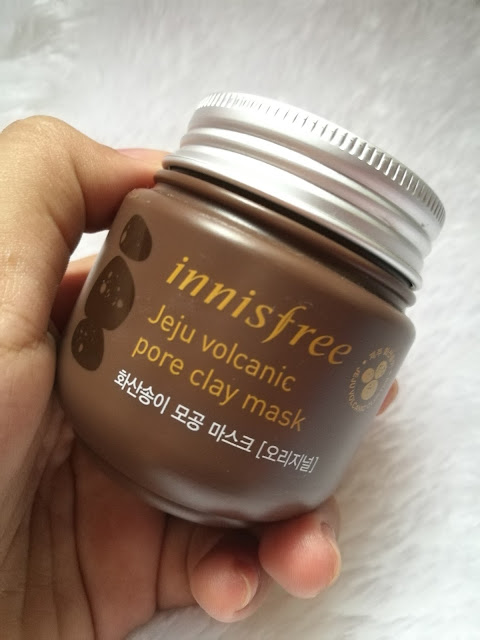 innisfree
Jeju volcanic
pore clay mask
화산송이 모공 마스크 [오리지널]